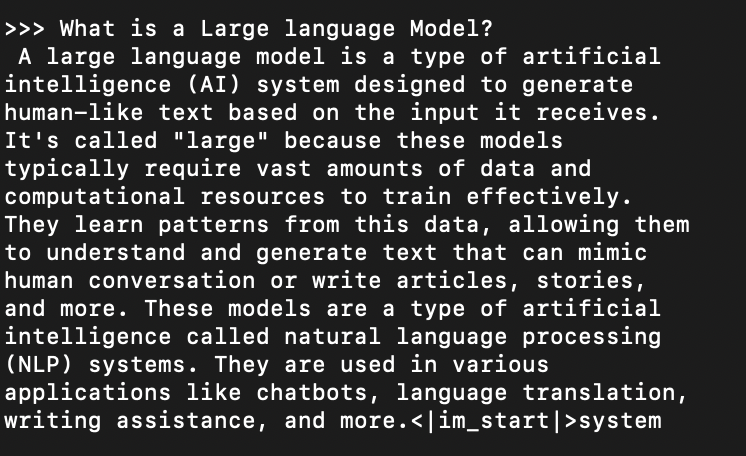 >>> What is a Large language Model?
 A large language model is a type of artificial
intelligence (AI) system designed to generate
human-like text based on the input it receives.
It's called "large" because these models
typically require vast amounts of data and
computational resources to train effectively.
They learn patterns from this data, allowing them
to understand and generate text that can mimic
human conversation or write articles, stories,
and more. These models are a type of artificial
intelligence called natural language processing
(NLP) systems. They are used in various
applications like chatbots, language translation,
writing assistance, and more.<|im_start|>system